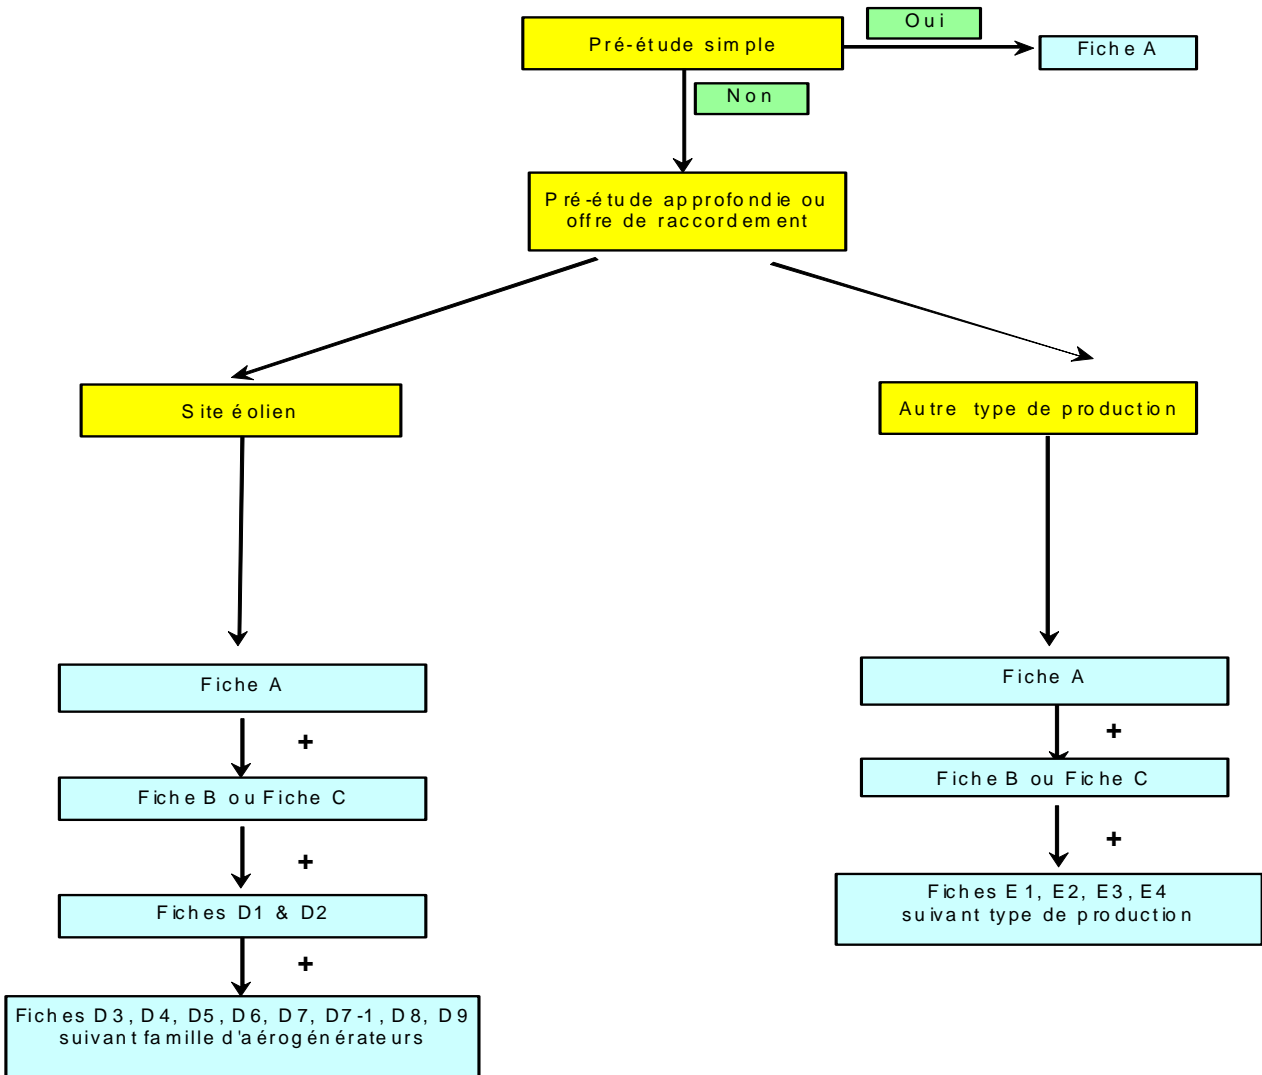 Oui
Pré-étude simple
Fiche A
Non
Pré-étude approfondie ou
offre de raccordement
Site éolien
Autre type de production
Fiche A
+
Fiche B ou Fiche C
+
Fiches D1 & D2
+
Fiches D3, D4, D5, D6, D7, D7-1, D8, D9
suivant famille d'aérogénérateurs
Fiche A
+
Fiche B ou Fiche C
+
Fiches E1, E2, E3, E4
suivant type de production